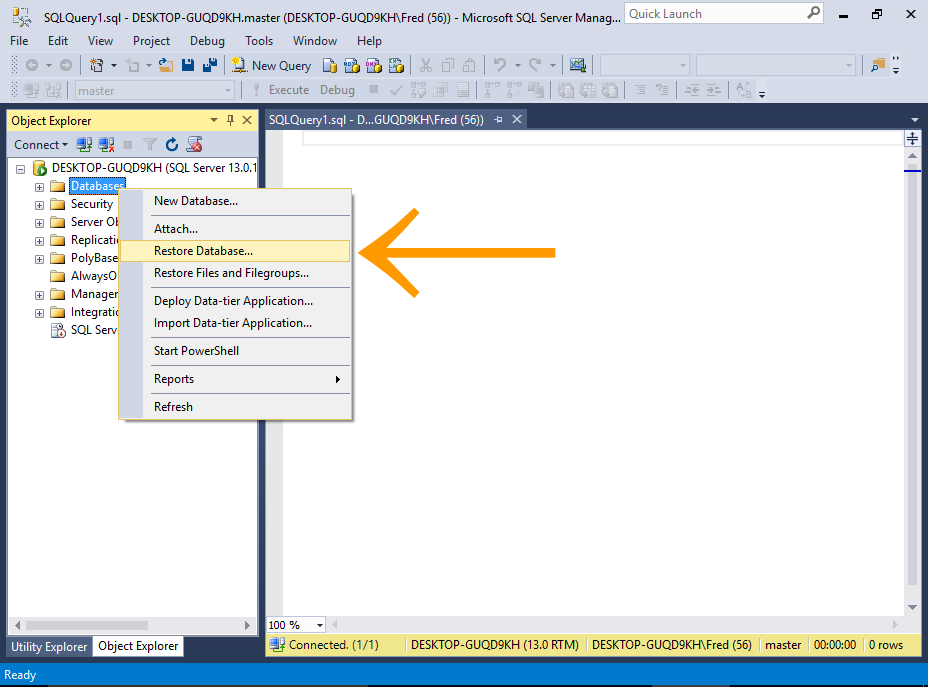 SQLQuery1.sql - DESKTOP-GUQD9KH.master (DESKTOP-GUQD9KH\Fred (56)) - Microsoft SQL Server Manag...
Quick Launch
File Edit View Project Debug Tools Window Help
New Query
MDX DMX
master Execute Debug
Object Explorer
SQLQuery1.sql - D...GUQD9KH\Fred (56))
Connect
DESKTOP-GUQD9KH (SQL Server 13.0.1
Databases
Security
Server Ob
Replicatio
PolyBase
AlwaysO
Manager
Integratio
SQL Serv
New Database...
Attach...
Restore Database...
Restore Files and Filegroups...
Deploy Data-tier Application...
Import Data-tier Application...
Start PowerShell
Reports
Refresh
100 %
Connected. (1/1) DESKTOP-GUQD9KH (13.0 RTM) DESKTOP-GUQD9KH\Fred (56) master 00:00:00 0 rows
Utility Explorer Object Explorer
Ready